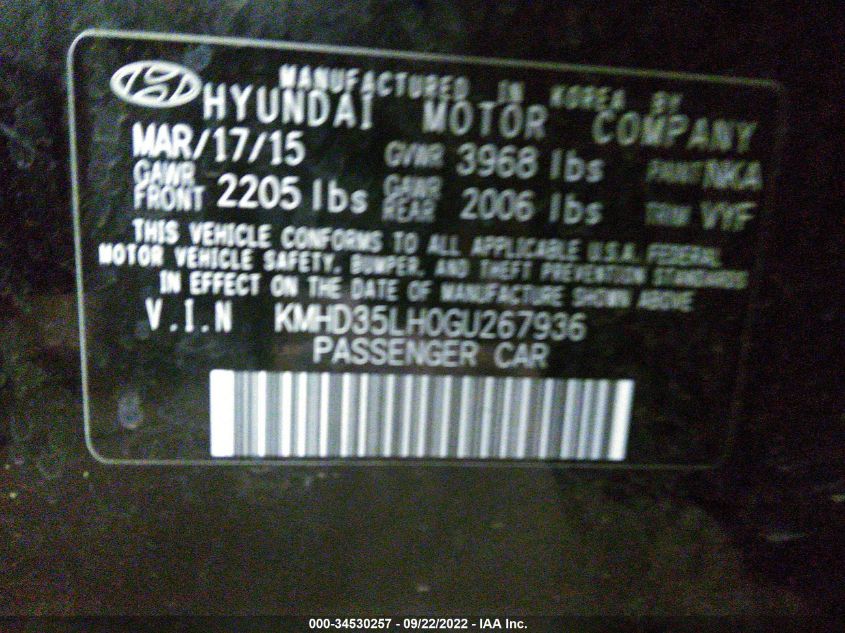 MANUFACTURED IN KOREA BY
HYUNDAI MOTOR COMPANY
MAR/17/15 GVWR 3968 lbs PAINT NKA
GAWR FRONT 2205 lbs GAWR REAR 2006 lbs TRIM VYF
THIS VEHICLE CONFORMS TO ALL APPLICABLE U.S.A. FEDERAL
MOTOR VEHICLE SAFETY, BUMPER, AND THEFT PREVENTION STANDARDS
IN EFFECT ON THE DATE OF MANUFACTURE SHOWN ABOVE
V.I.N KMHD35LH0GU267936
PASSENGER CAR
000-34530257 - 09/22/2022 - IAA Inc.